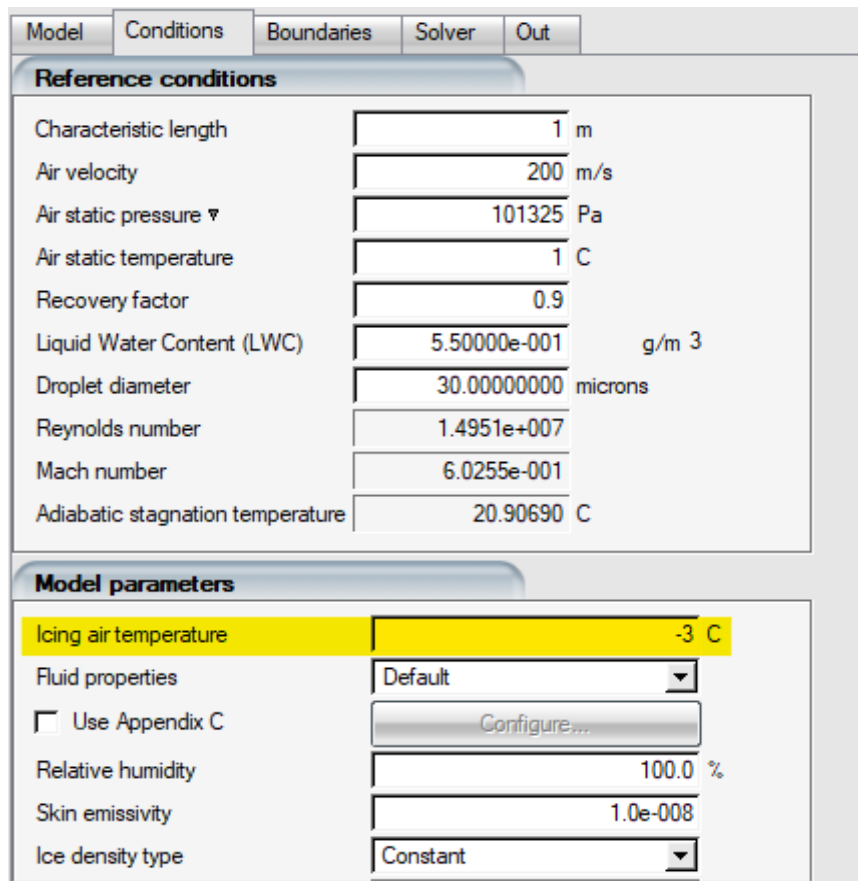 Model Conditions Boundaries Solver Out
Reference conditions
Characteristic length 1 m
Air velocity 200 m/s
Air static pressure ▼ 101325 Pa
Air static temperature 1 C
Recovery factor 0.9
Liquid Water Content (LWC) 5.50000e-001 g/m 3
Droplet diameter 30.00000000 microns
Reynolds number 1.4951e+007
Mach number 6.0255e-001
Adiabatic stagnation temperature 20.90690 C
Model parameters
Icing air temperature -3 C
Fluid properties Default
Use Appendix C Configure...
Relative humidity 100.0 %
Skin emissivity 1.0e-008
Ice density type Constant